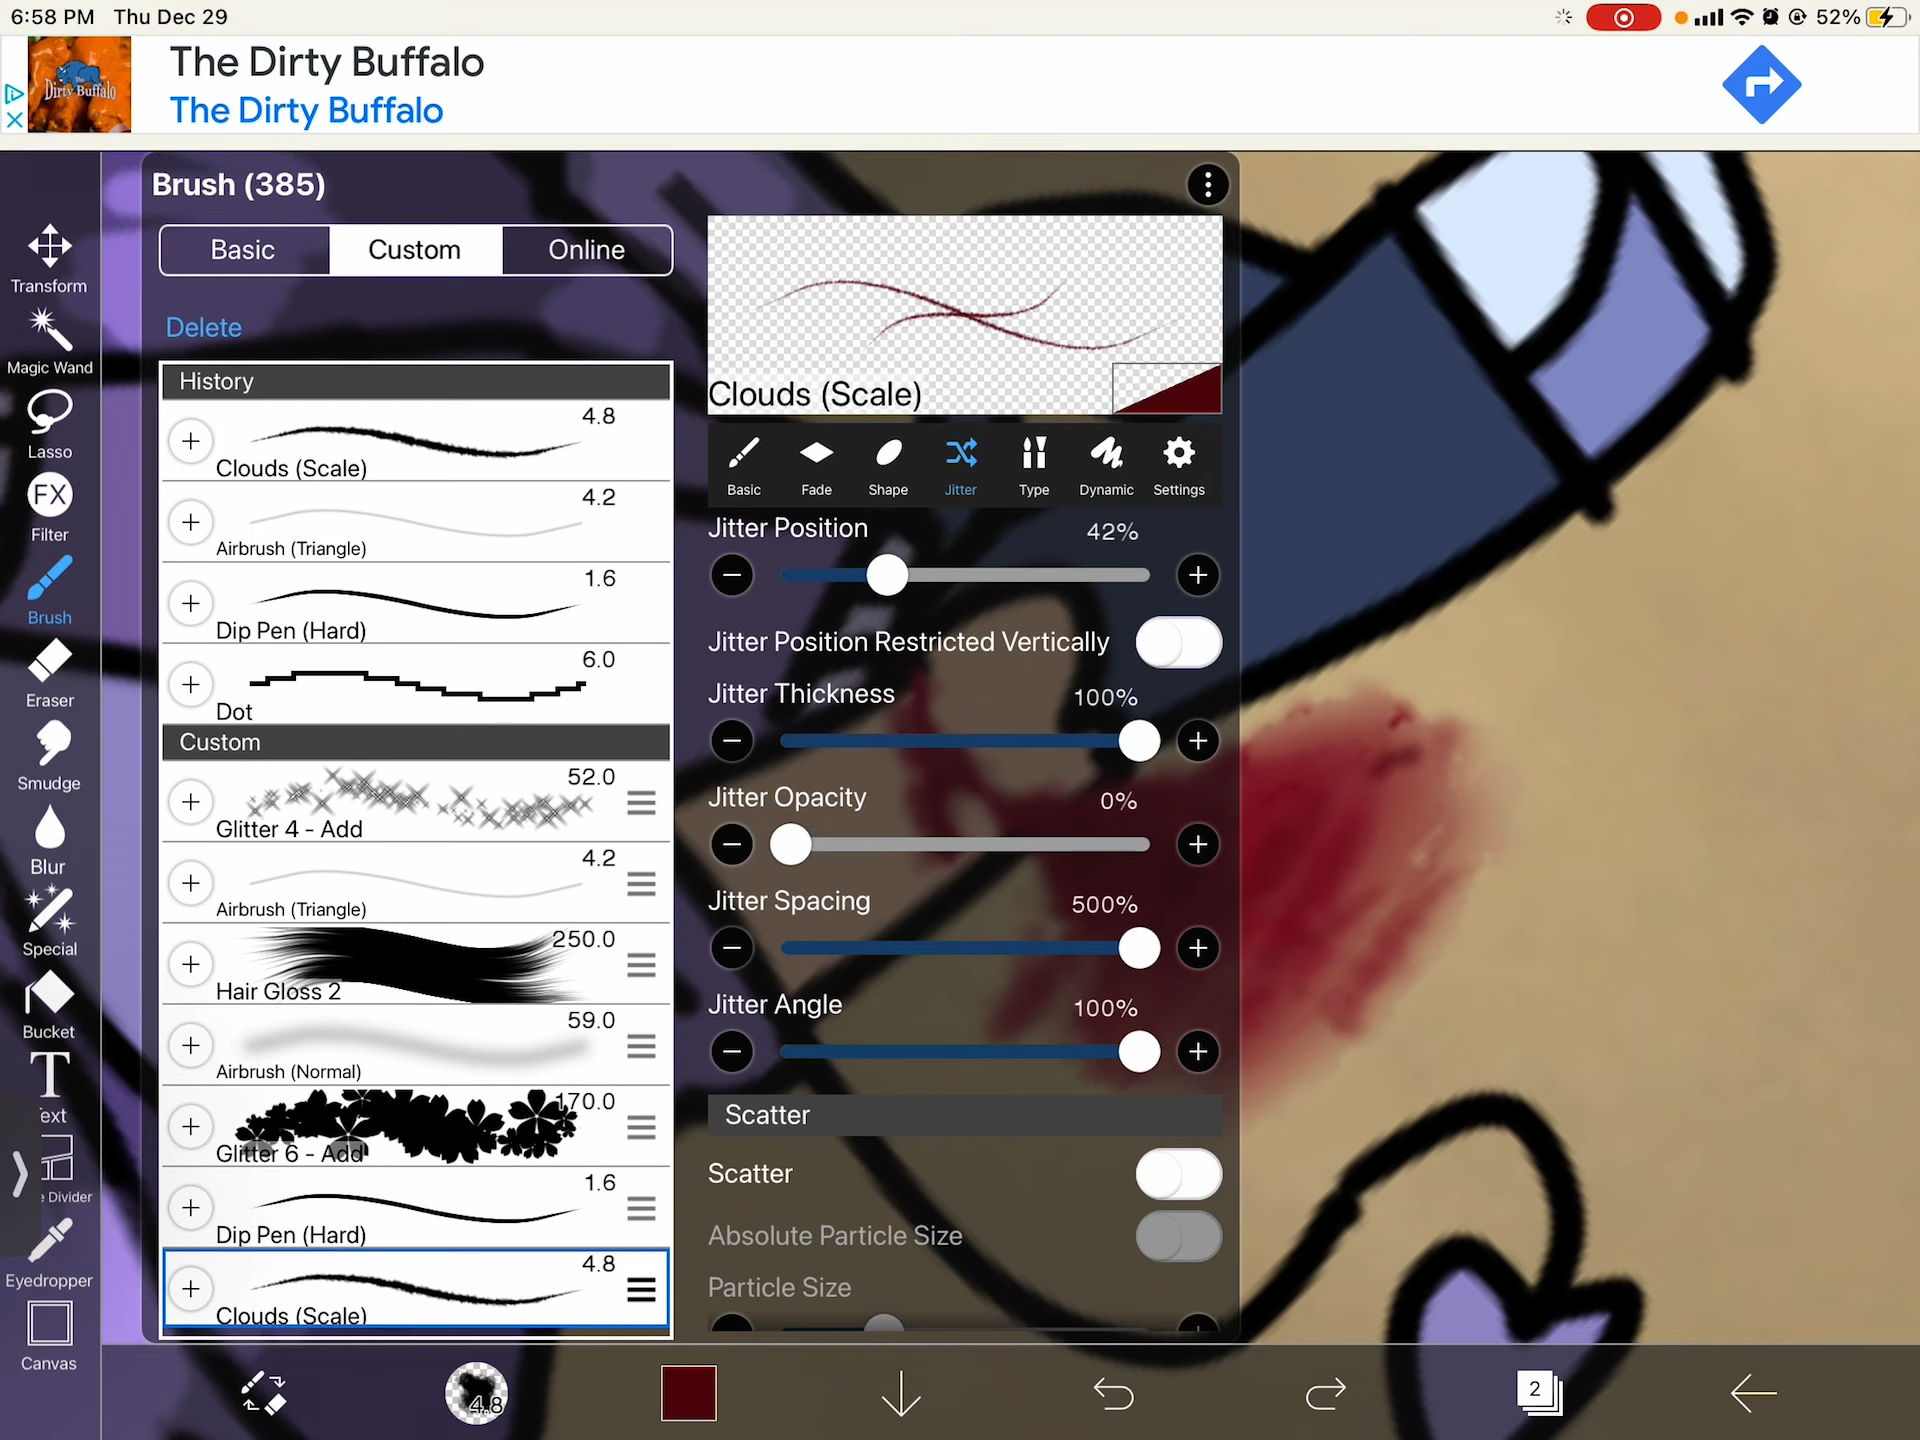 6:58 PM Thu Dec 29
52%
The Dirty Buffalo
The Dirty Buffalo
The Dirty Buffalo
Brush (385)
Basic Custom Online
Delete
History
4.8
Clouds (Scale)
4.2
Airbrush (Triangle)
1.6
Dip Pen (Hard)
6.0
Dot
Custom
52.0
Glitter 4 - Add
4.2
Airbrush (Triangle)
250.0
Hair Gloss 2
59.0
Airbrush (Normal)
170.0
Glitter 6 - Add
1.6
Dip Pen (Hard)
4.8
Clouds (Scale)
Clouds (Scale)
Basic Fade Shape Jitter Type Dynamic Settings
Jitter Position 42%
Jitter Position Restricted Vertically
Jitter Thickness 100%
Jitter Opacity 0%
Jitter Spacing 500%
Jitter Angle 100%
Scatter
Scatter
Absolute Particle Size
Particle Size
Transform
Magic Wand
Lasso
FX
Filter
Brush
Eraser
Smudge
Blur
Special
Bucket
T
ext
e Divider
Eyedropper
Canvas
4.8
2